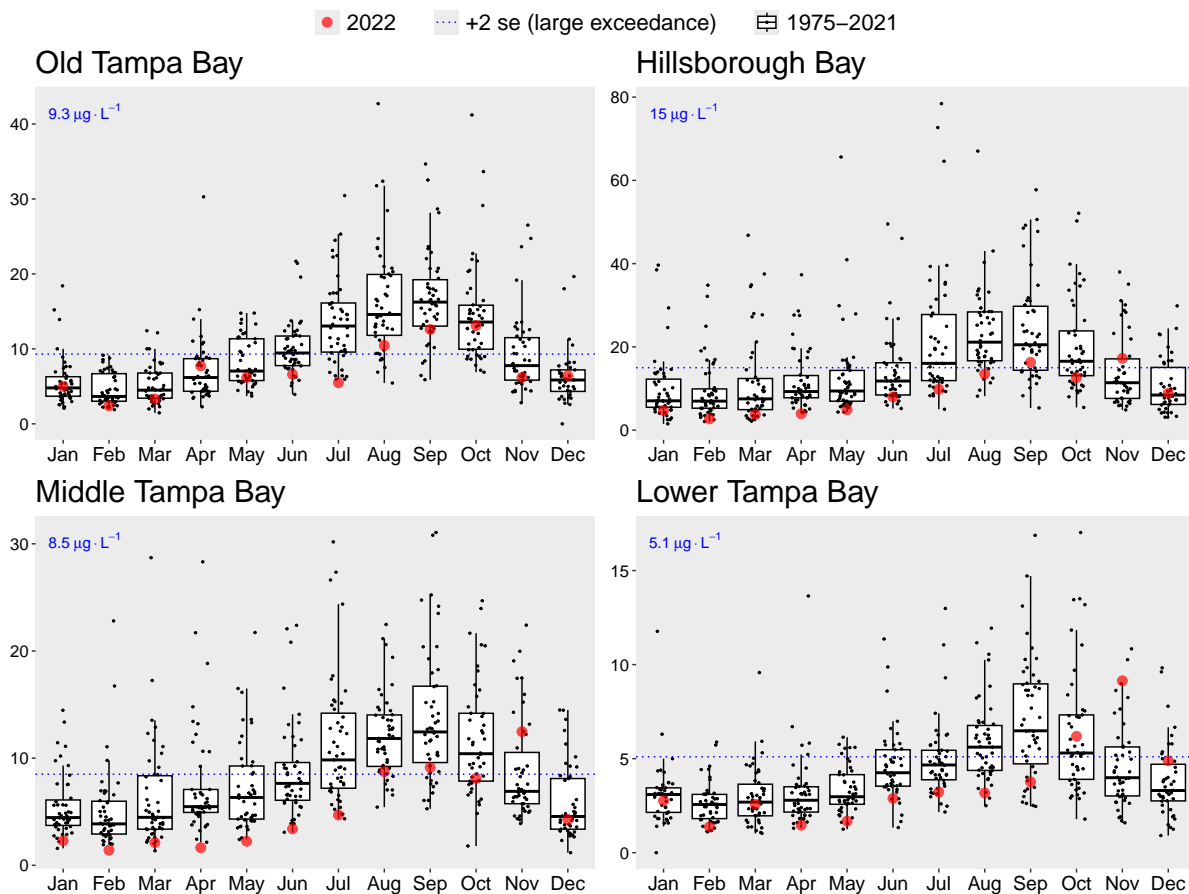 2022 +2 se (large exceedance) 1975−2021
Old Tampa Bay
9.3 μg⋅L⁻¹
40
30
20
10
0
Jan Feb Mar Apr May Jun Jul Aug Sep Oct Nov Dec
Hillsborough Bay
15 μg⋅L⁻¹
80
60
40
20
0
Jan Feb Mar Apr May Jun Jul Aug Sep Oct Nov Dec
Middle Tampa Bay
8.5 μg⋅L⁻¹
30
20
10
0
Jan Feb Mar Apr May Jun Jul Aug Sep Oct Nov Dec
Lower Tampa Bay
5.1 μg⋅L⁻¹
15
10
5
0
Jan Feb Mar Apr May Jun Jul Aug Sep Oct Nov Dec